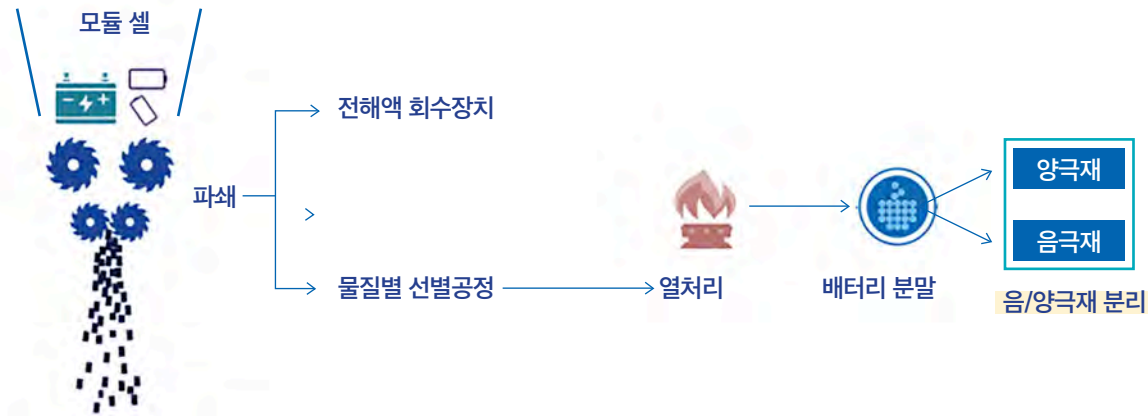 모듈 셀
전해액 회수장치
파쇄
물질별 선별공정
열처리
배터리 분말
양극재
음극재
음/양극재 분리